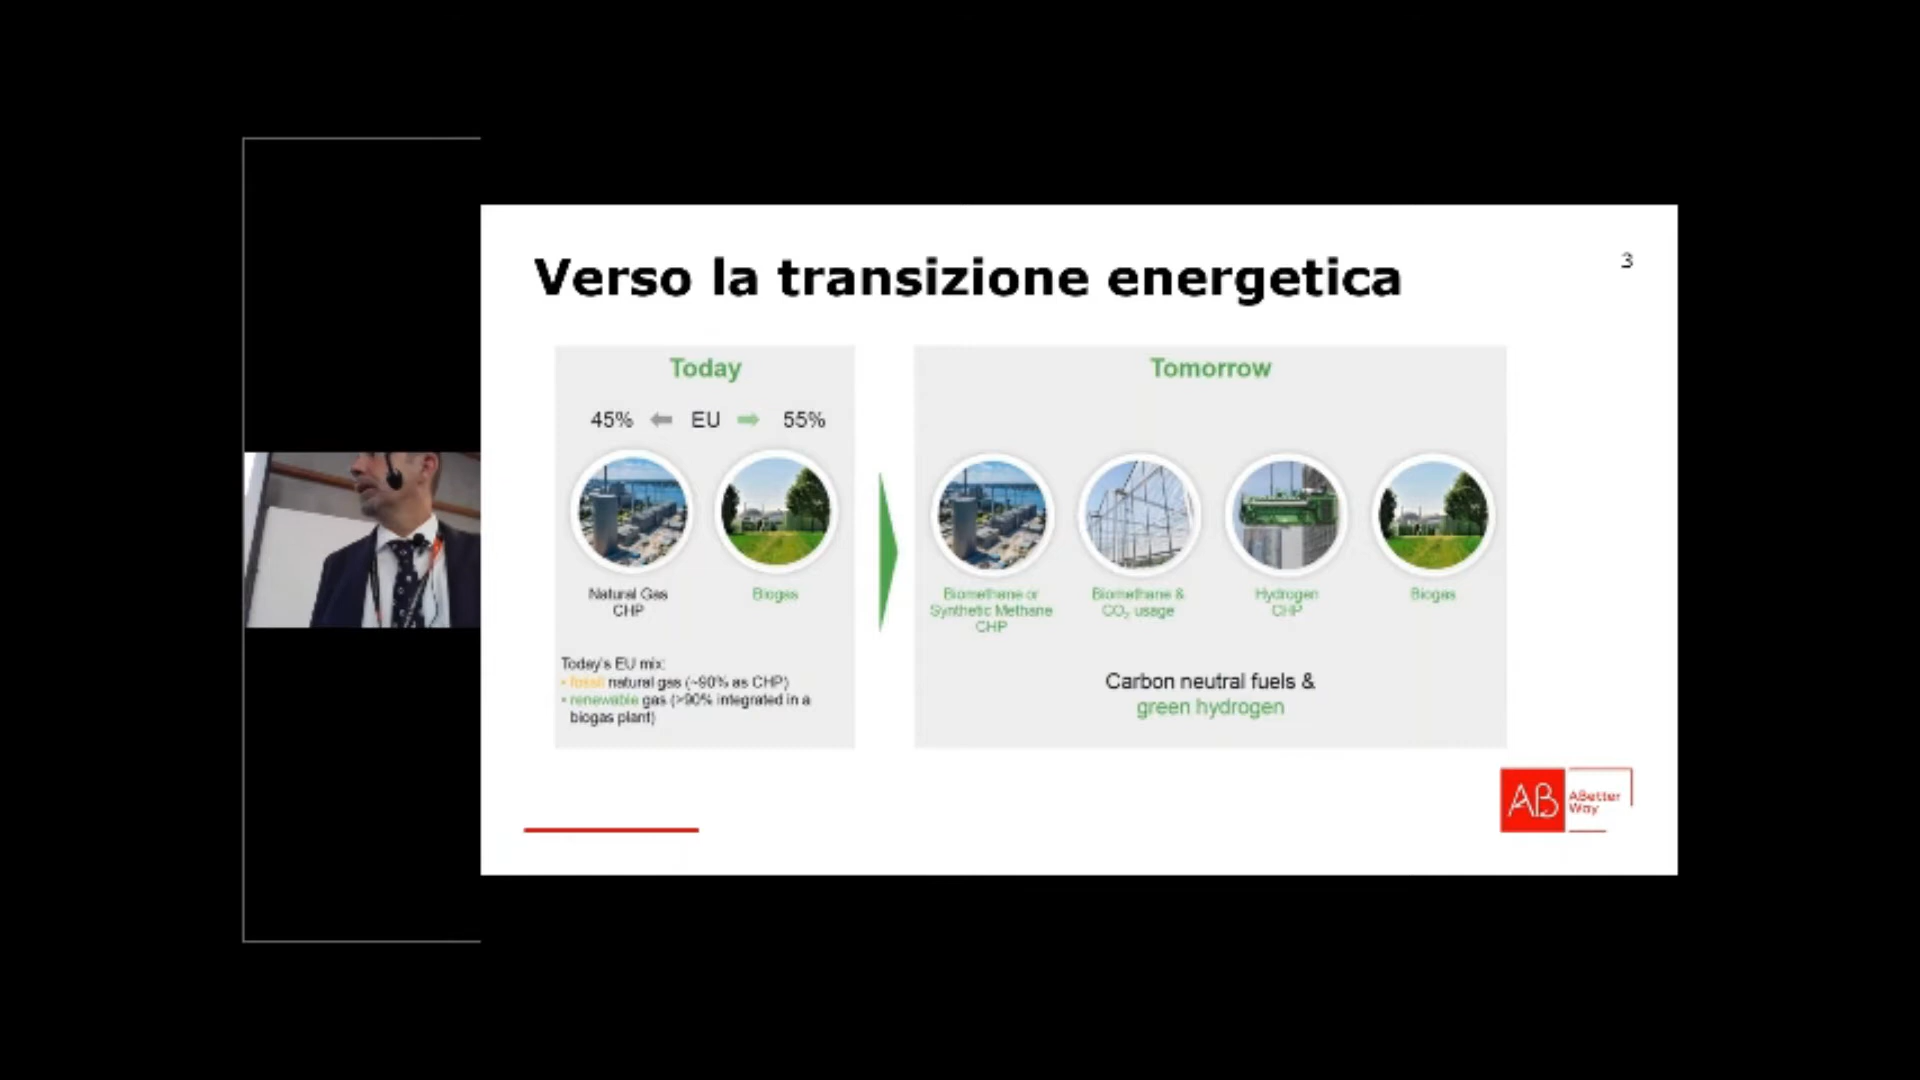 Verso la transizione energetica
3
Today
45% EU 55%
Natural Gas
CHP
Biogas
Today's EU mix:
• fossil natural gas (~90% as CHP)
• renewable gas (>90% integrated in a
biogas plant)
Tomorrow
Biomethane or
Synthetic Methane
CHP
Biomethane &
CO₂ usage
Hydrogen
CHP
Biogas
Carbon neutral fuels &
green hydrogen
AB
ABetter
Way